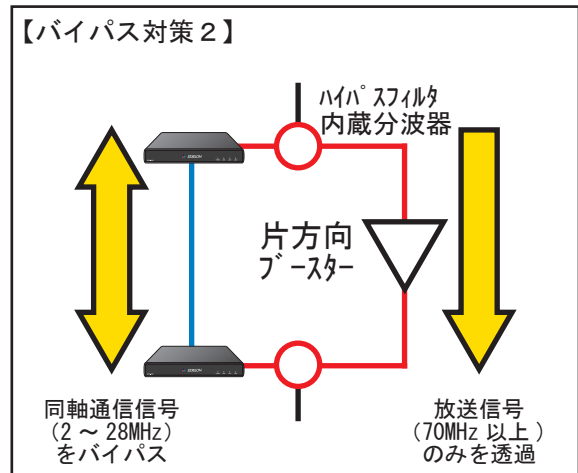 【バイパス対策２】
ﾊｲﾊﾟｽﾌｨﾙﾀ
内蔵分波器
片方向
ﾌﾞｰｽﾀｰ
同軸通信信号
（2 ～ 28MHz）
をバイパス
放送信号
（70MHz 以上 ）
のみを透過